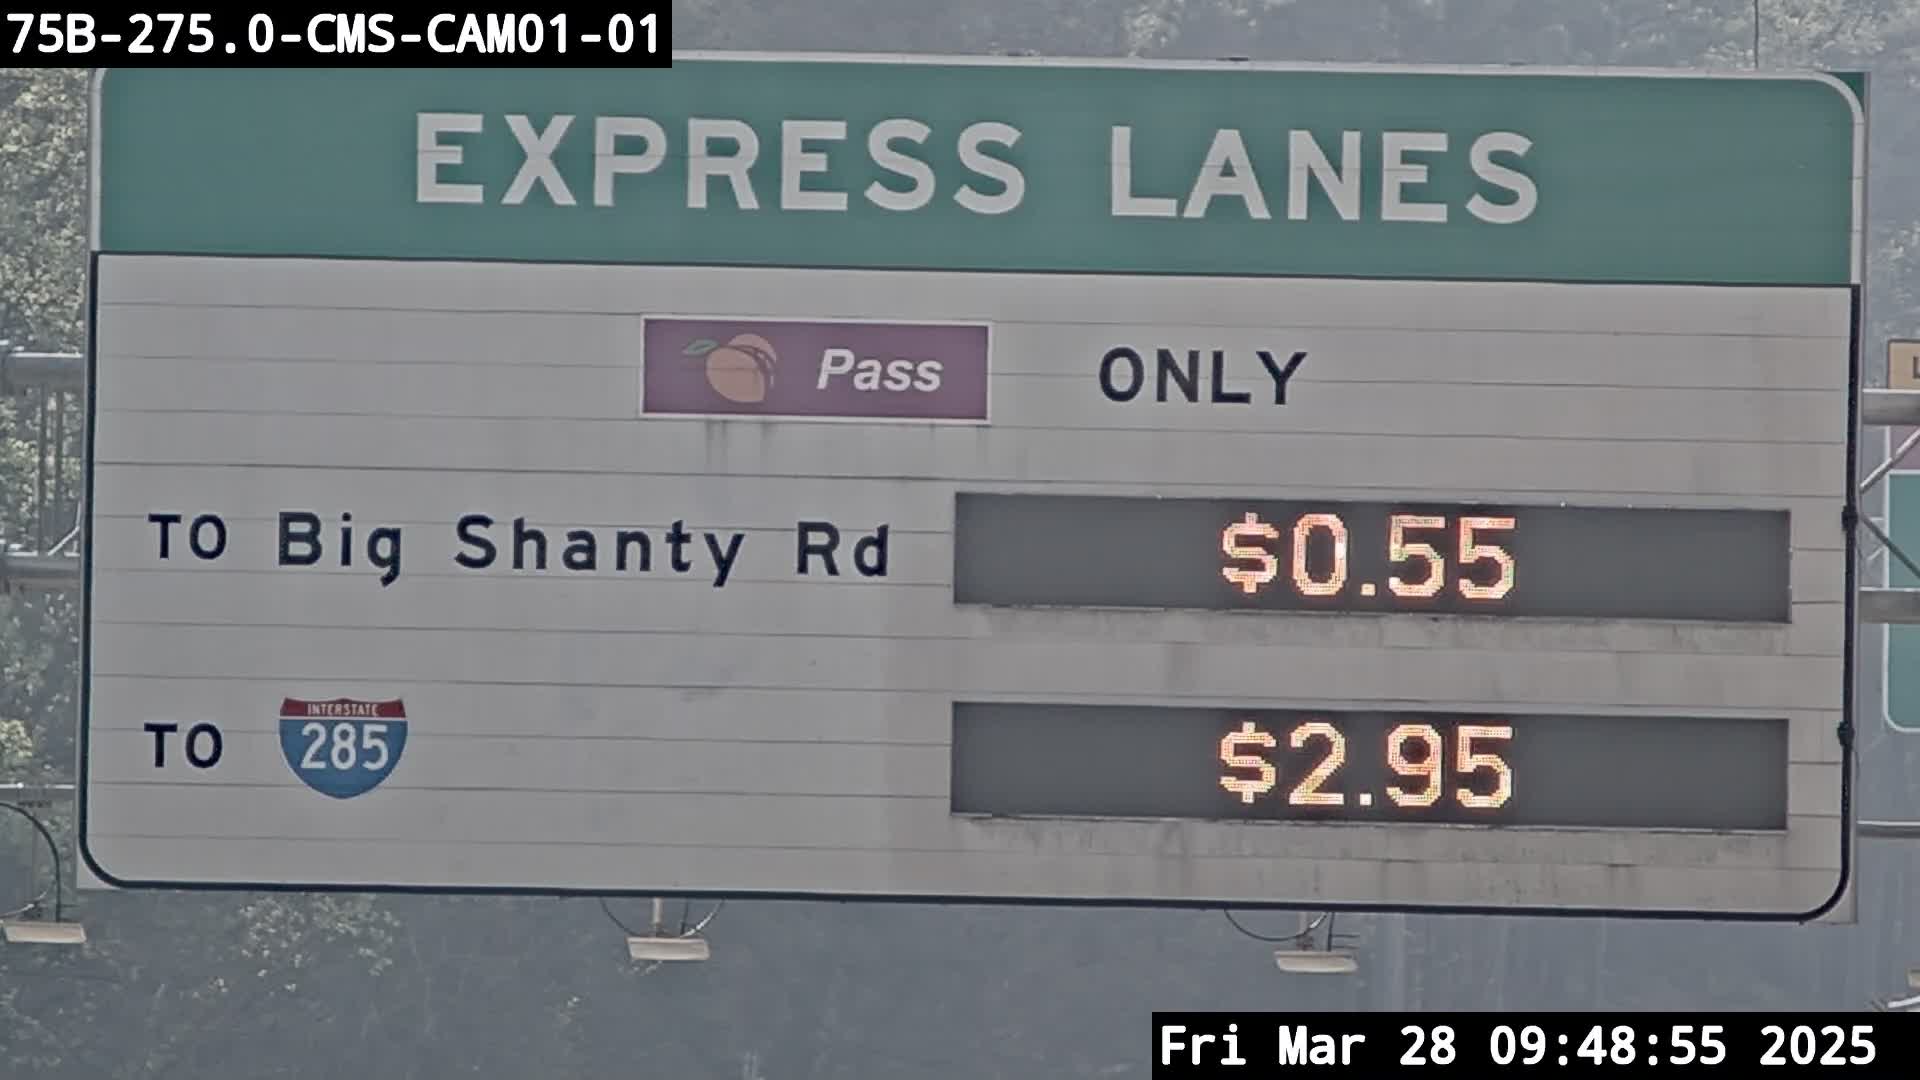 75B-275.0-CMS-CAM01-01
EXPRESS LANES
Pass ONLY
TO Big Shanty Rd $0.55
INTERSTATE
TO 285 $2.95
Fri Mar 28 09:48:55 2025